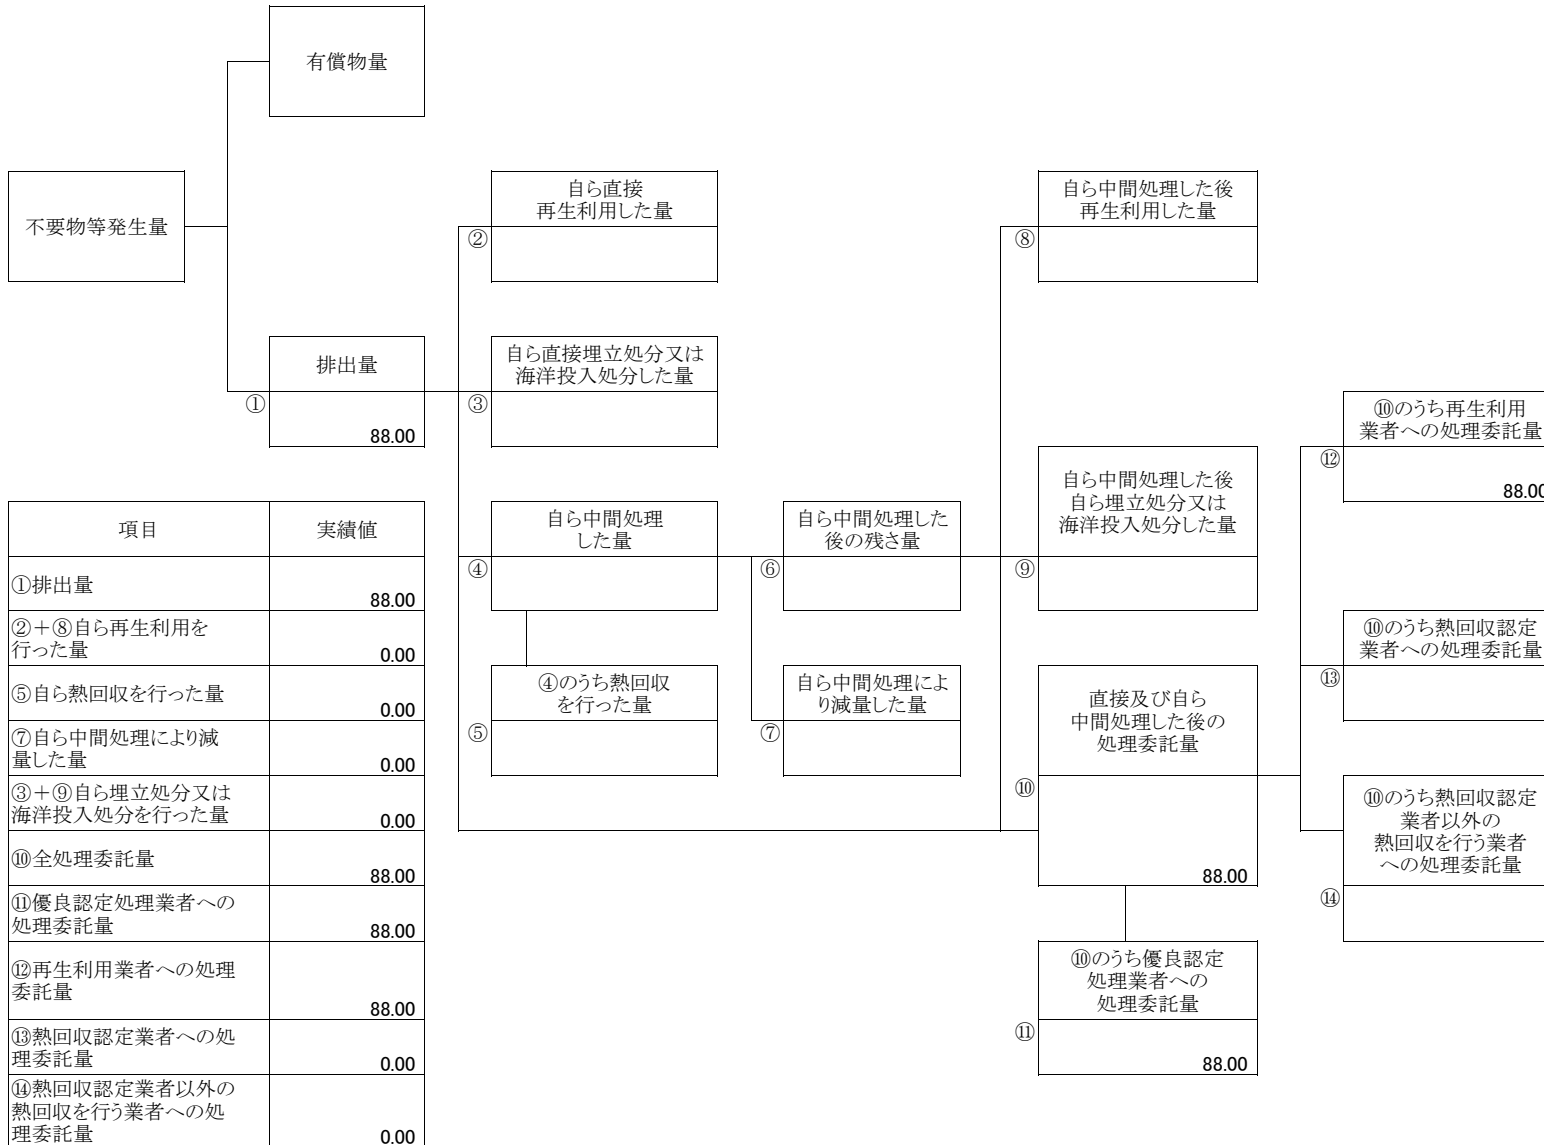 有償物量
不要物等発生量
自ら直接
再生利用した量
②
自ら中間処理した後
再生利用した量
⑧
排出量
①
88.00
自ら直接埋立処分又は
海洋投入処分した量
③
自ら中間処理した後
自ら埋立処分又は
海洋投入処分した量
⑨
⑩のうち再生利用
業者への処理委託量
⑫
88.00
自ら中間処理
した量
④
自ら中間処理した
後の残さ量
⑥
④のうち熱回収
を行った量
⑤
自ら中間処理によ
り減量した量
⑦
直接及び自ら
中間処理した後の
処理委託量
⑩
88.00
⑩のうち熱回収認定
業者への処理委託量
⑬
⑩のうち熱回収認定
業者以外の
熱回収を行う業者
への処理委託量
⑭
⑩のうち優良認定
処理業者への
処理委託量
⑪
88.00
項目 実績値
①排出量 88.00
②+⑧自ら再生利用を
行った量 0.00
⑤自ら熱回収を行った量 0.00
⑦自ら中間処理により減
量した量 0.00
③+⑨自ら埋立処分又は
海洋投入処分を行った量 0.00
⑩全処理委託量 88.00
⑪優良認定処理業者への
処理委託量 88.00
⑫再生利用業者への処理
委託量 88.00
⑬熱回収認定業者への処
理委託量 0.00
⑭熱回収認定業者以外の
熱回収を行う業者への処
理委託量 0.00